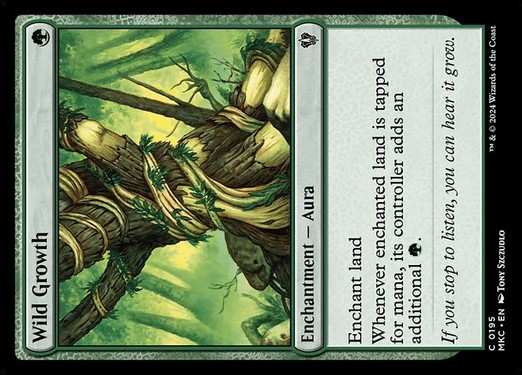 Wild Growth
Enchantment — Aura
Enchant land
Whenever enchanted land is tapped
for mana, its controller adds an
additional .
If you stop to listen, you can hear it grow.
C 0195
MKC • EN Tony Szczudlo
™ & © 2024 Wizards of the Coast